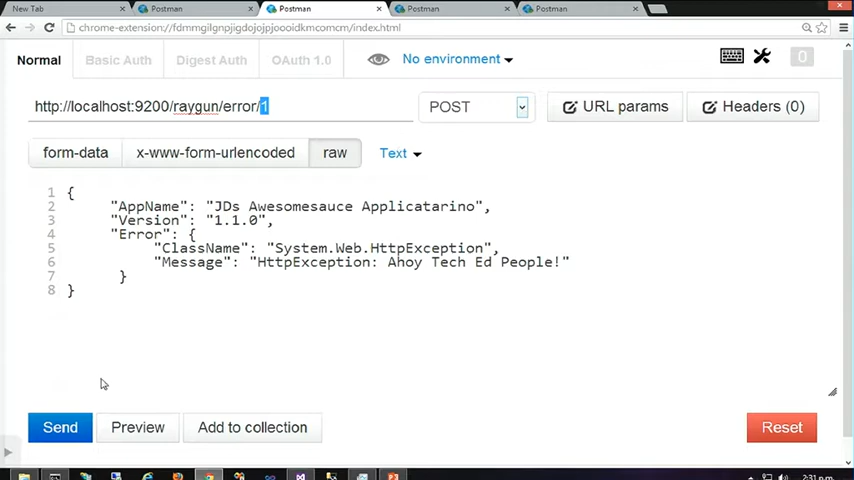 New Tab
Postman
Postman
Postman
Postman
chrome-extension://fdmmgilgnpjigdojojpjoooidkmcomcm/index.html
Normal
Basic Auth
Digest Auth
OAuth 1.0
No environment
0
http://localhost:9200/raygun/error/1
POST
URL params
Headers (0)
form-data
x-www-form-urlencoded
raw
Text
1 {
2 "AppName": "JDs Awesomesauce Applicatarino",
3 "Version": "1.1.0",
4 "Error": {
5 "ClassName": "System.Web.HttpException",
6 "Message": "HttpException: Ahoy Tech Ed People!"
7 }
8 }
Send
Preview
Add to collection
Reset
2:31 p.m.